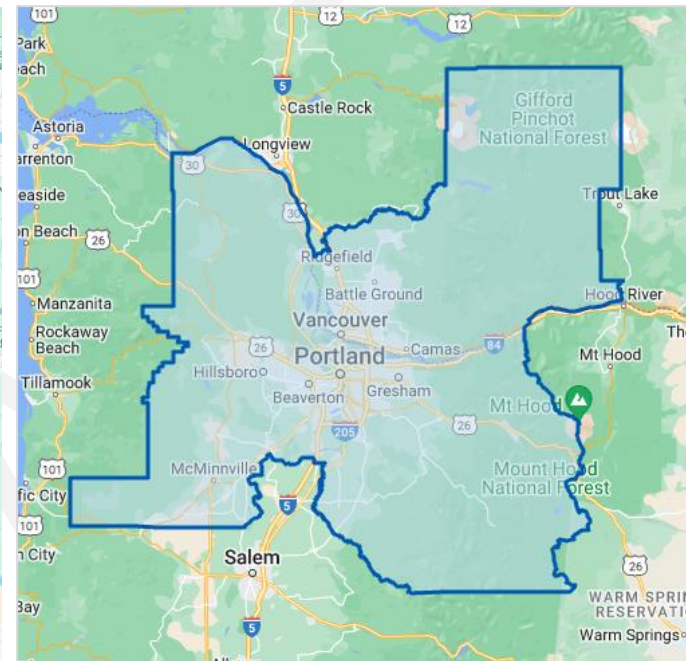 101
12
12
Park
each
5
Castle Rock
Gifford
Pinchot
National Forest
Astoria
Longview
arrenton
30
easide
30
Trout Lake
on Beach
26
Ridgefield
101
Battle Ground
Hood River
Manzanita
Vancouver
Rockaway
Beach
26
Camas
84
The
Portland
Mt Hood
Hillsboro
Tillamook
Beaverton
Gresham
Mt Hood
205
26
101
McMinnville
Mount Hood
National Forest
fic City
5
101
n City
Salem
26
Bay
WARM SPRIN
RESERVATI
5
Warm Springs